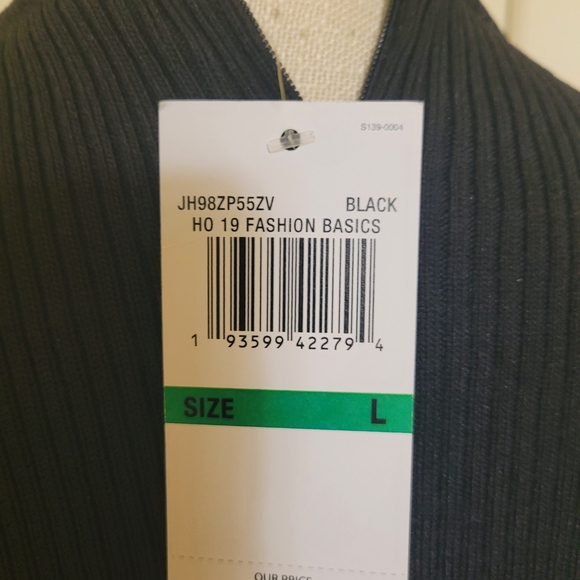 S139-0004
JH98ZP55ZV BLACK
HO 19 FASHION BASICS
1 93599 42279 4
SIZE L
OUR PRICE